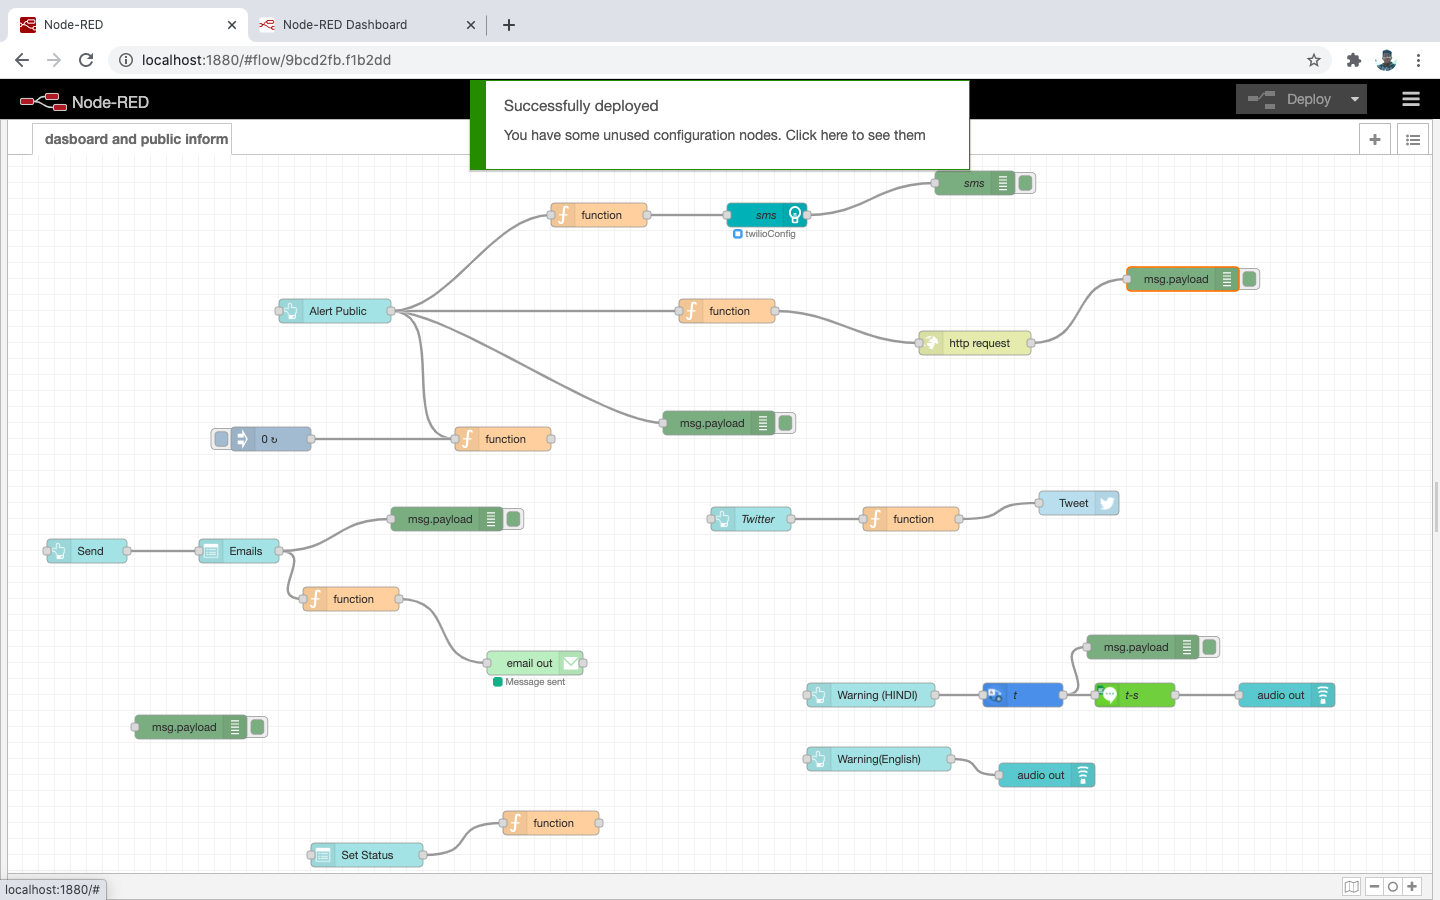 Node-RED
Node-RED Dashboard
localhost:1880/#flow/9bcd2fb.f1b2dd
Node-RED
Deploy
Successfully deployed
You have some unused configuration nodes. Click here to see them
dasboard and public inform
sms
function
sms
twilioConfig
msg.payload
Alert Public
function
http request
msg.payload
0 ↻
function
Twitter
function
Tweet
msg.payload
Send
Emails
function
email out
Message sent
msg.payload
Warning (HINDI)
t
t-s
audio out
msg.payload
Warning(English)
audio out
function
Set Status
localhost:1880/#